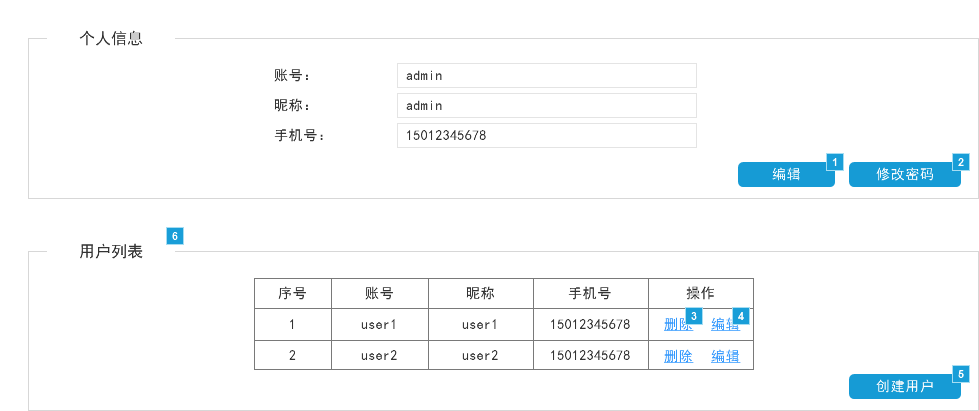 个人信息
账号： admin
昵称： admin
手机号： 15012345678
编辑 1 修改密码 2
用户列表 6
序号 账号 昵称 手机号 操作
1 user1 user1 15012345678 删除 3 编辑 4
2 user2 user2 15012345678 删除 编辑
创建用户 5